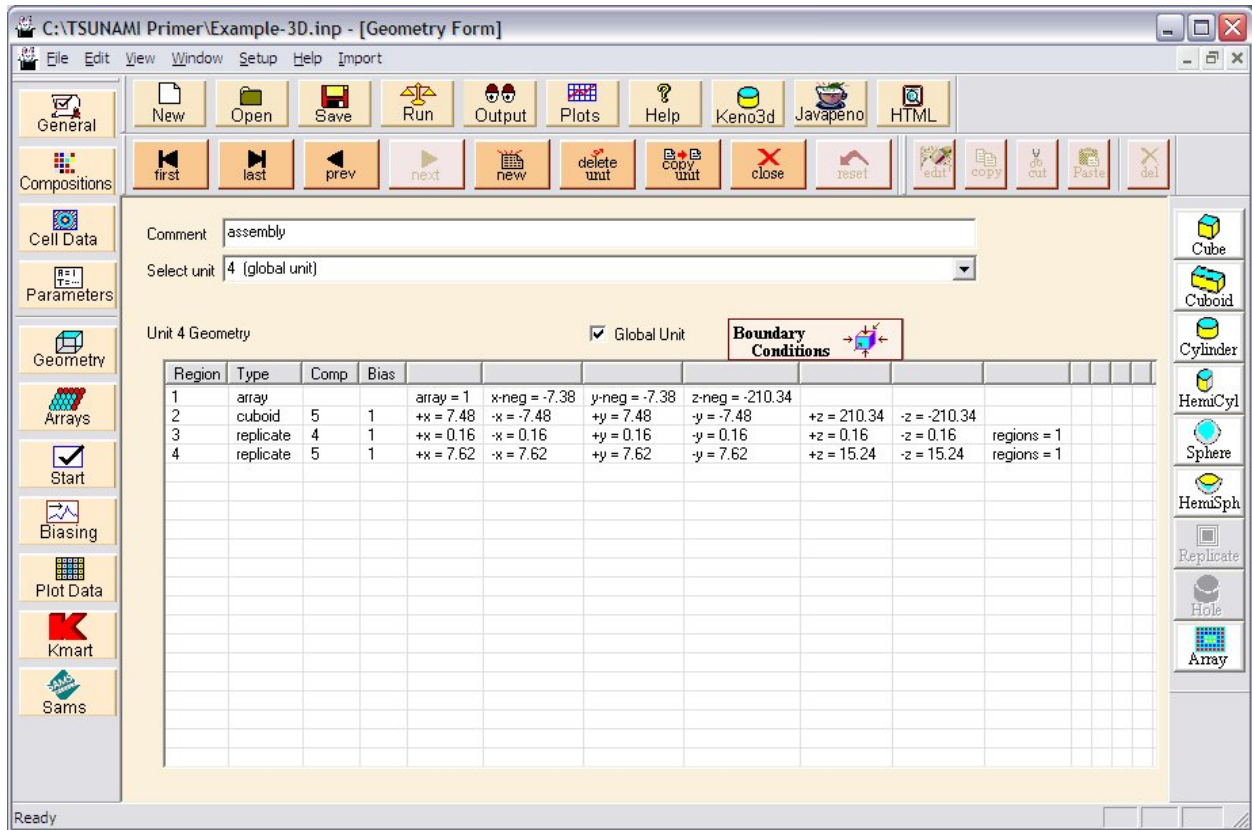 C:\TSUNAMI Primer\Example-3D.inp - [Geometry Form]
File Edit View Window Setup Help Import
General
New Open Save Run Output Plots Help Keno3d Javapeno HTML
Compositions
first last prev next new delete unit copy unit close reset edit copy cut Paste del
Cell Data
Comment assembly
Cube
Parameters
R=1
T=...
Select unit 4 (global unit)
Cuboid
Geometry
Unit 4 Geometry Global Unit Boundary Conditions
Cylinder
Region Type Comp Bias
1 array array = 1 x-neg = -7.38 y-neg = -7.38 z-neg = -210.34
2 cuboid 5 1 +x = 7.48 -x = -7.48 +y = 7.48 -y = -7.48 +z = 210.34 -z = -210.34
3 replicate 4 1 +x = 0.16 -x = 0.16 +y = 0.16 -y = 0.16 +z = 0.16 -z = 0.16 regions = 1
4 replicate 5 1 +x = 7.62 -x = 7.62 +y = 7.62 -y = 7.62 +z = 15.24 -z = 15.24 regions = 1
Arrays
Start
Biasing
Plot Data
Kmart
SAMS
Sams
HemiCyl
Sphere
HemiSph
Replicate
Hole
Array
Ready